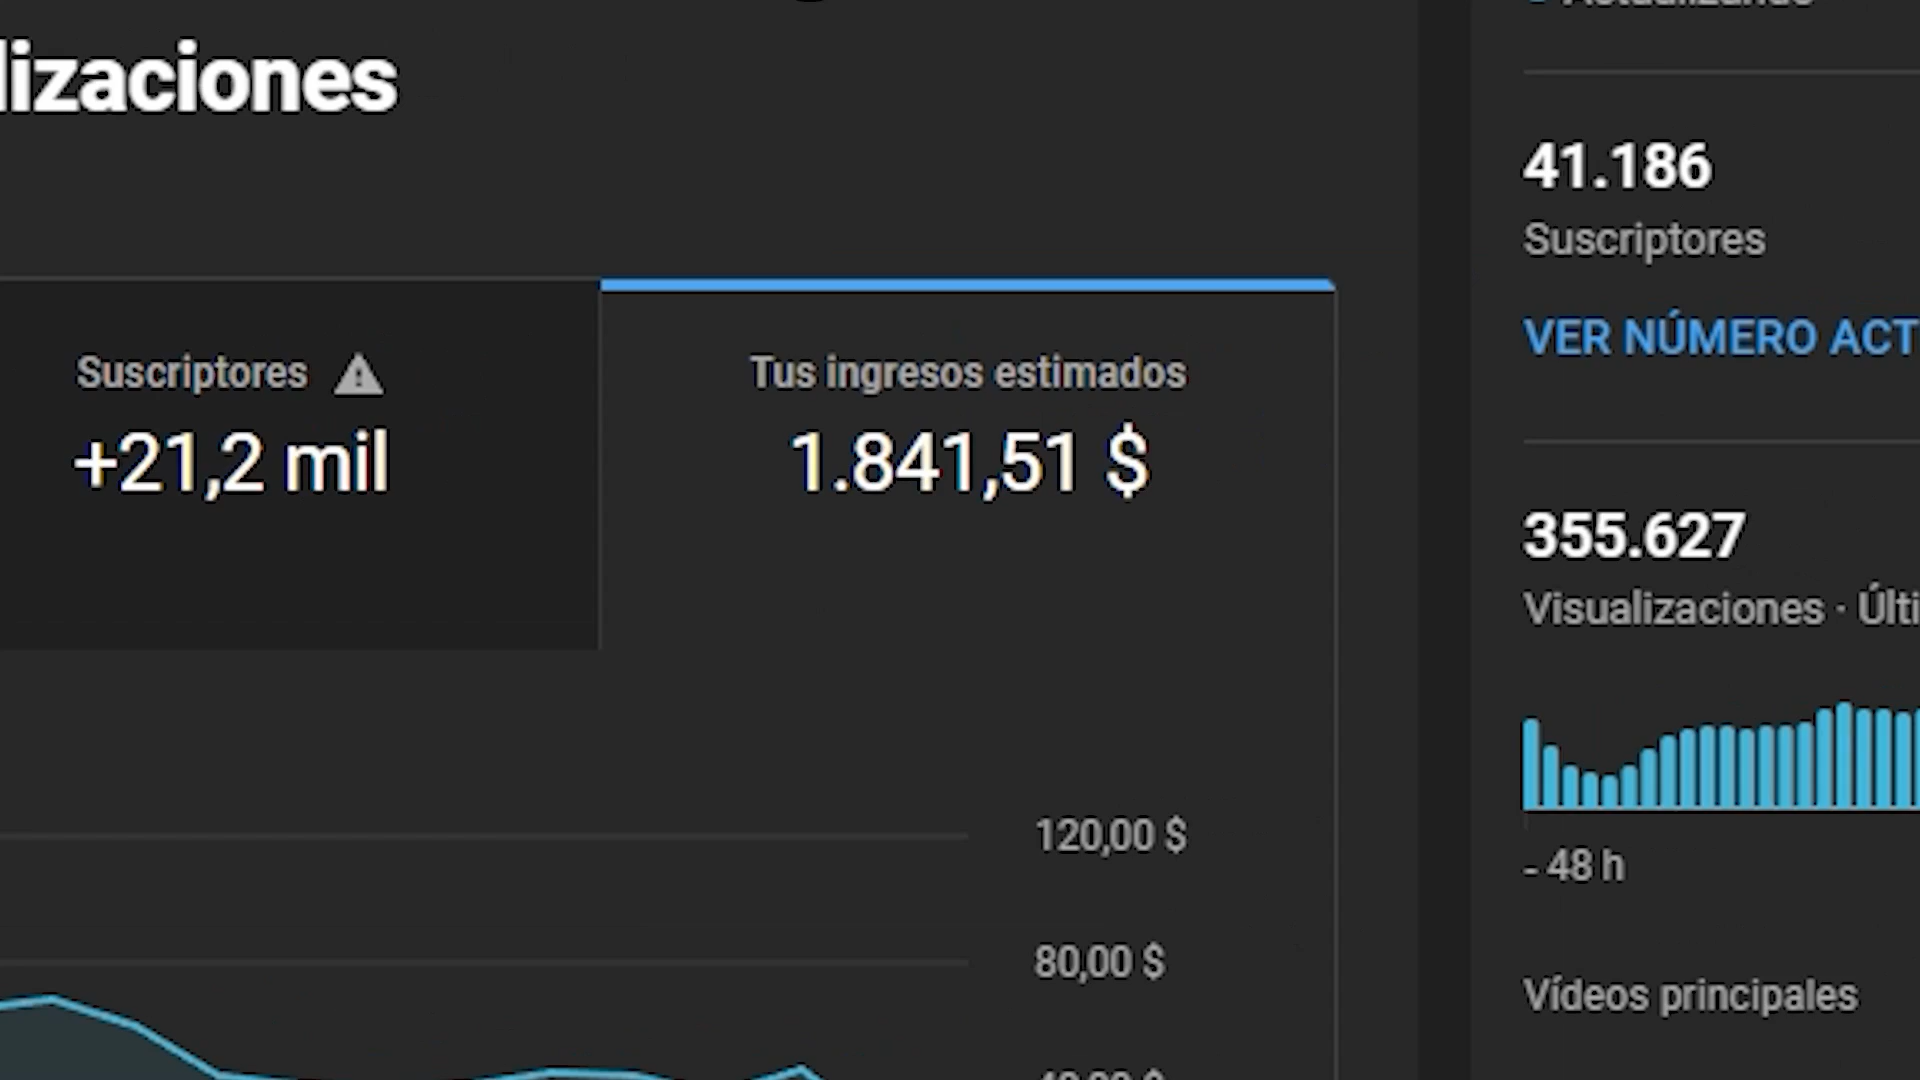 lizaciones
Suscriptores
+21,2 mil
Tus ingresos estimados
1.841,51 $
120,00 $
80,00 $
41.186
Suscriptores
VER NÚMERO ACT
355.627
Visualizaciones · Últi
- 48 h
Vídeos principales